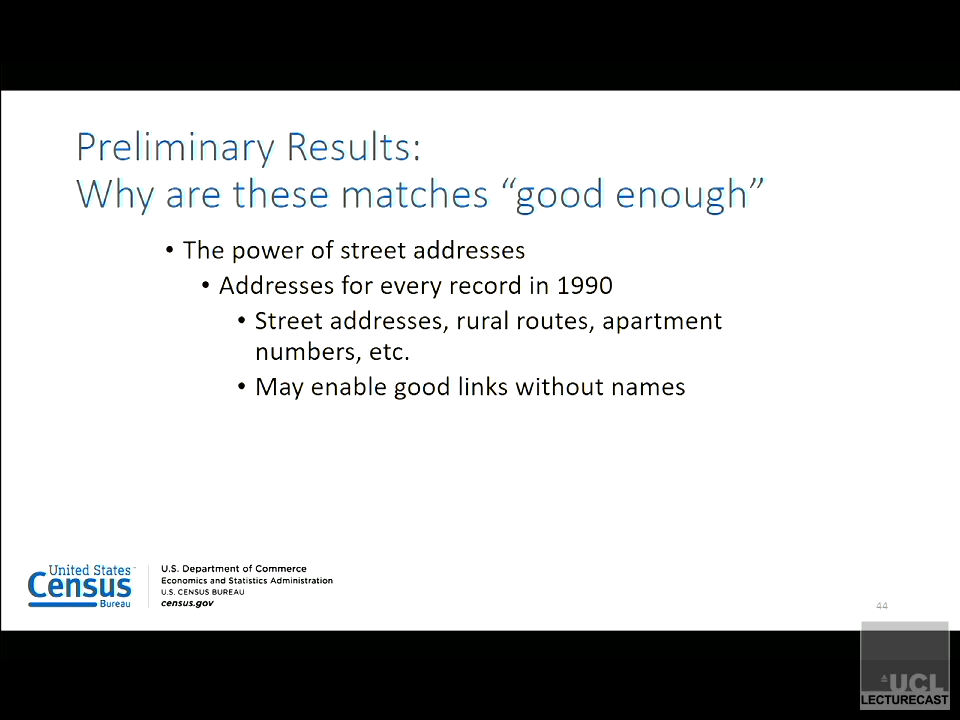 Preliminary Results:
Why are these matches “good enough”
• The power of street addresses
• Addresses for every record in 1990
• Street addresses, rural routes, apartment
numbers, etc.
• May enable good links without names
United States™
Census
Bureau
U.S. Department of Commerce
Economics and Statistics Administration
U.S. CENSUS BUREAU
census.gov
44
UCL
LECTURECAST